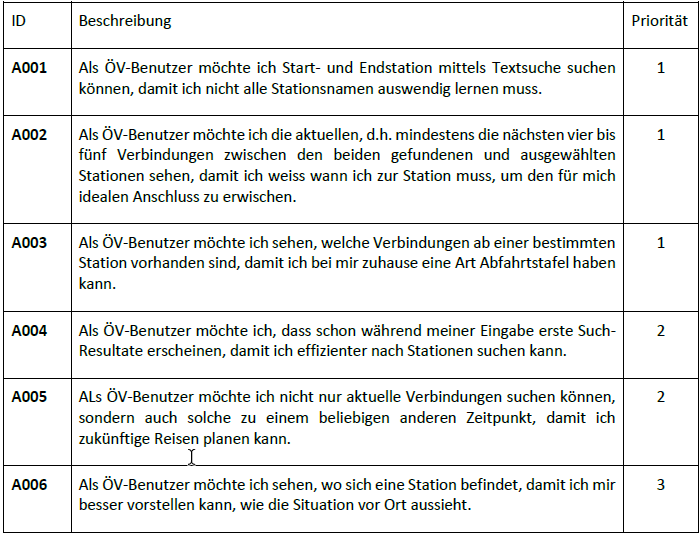 ID Beschreibung Priorität
A001 Als ÖV-Benutzer möchte ich Start- und Endstation mittels Textsuche suchen 1
können, damit ich nicht alle Stationsnamen auswendig lernen muss.
A002 Als ÖV-Benutzer möchte ich die aktuellen, d.h. mindestens die nächsten vier bis 1
fünf Verbindungen zwischen den beiden gefundenen und ausgewählten
Stationen sehen, damit ich weiss wann ich zur Station muss, um den für mich
idealen Anschluss zu erwischen.
A003 Als ÖV-Benutzer möchte ich sehen, welche Verbindungen ab einer bestimmten 1
Station vorhanden sind, damit ich bei mir zuhause eine Art Abfahrtstafel haben
kann.
A004 Als ÖV-Benutzer möchte ich, dass schon während meiner Eingabe erste Such- 2
Resultate erscheinen, damit ich effizienter nach Stationen suchen kann.
A005 ALs ÖV-Benutzer möchte ich nicht nur aktuelle Verbindungen suchen können, 2
sondern auch solche zu einem beliebigen anderen Zeitpunkt, damit ich
zukünftige Reisen planen kann.
A006 Als ÖV-Benutzer möchte ich sehen, wo sich eine Station befindet, damit ich mir 3
besser vorstellen kann, wie die Situation vor Ort aussieht.